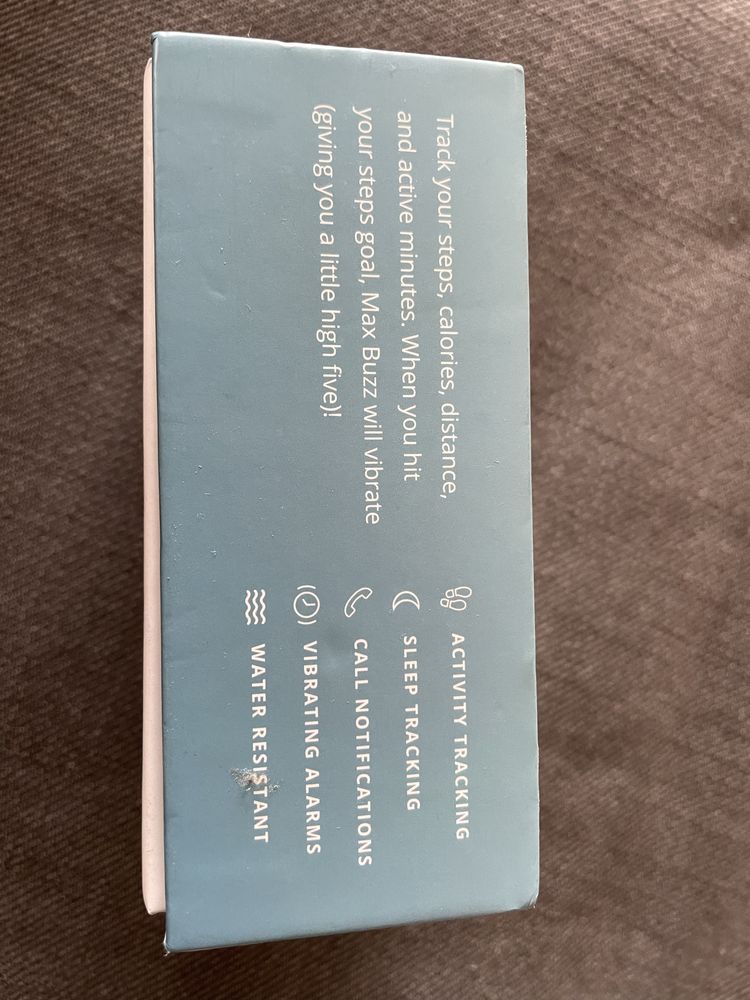 Track your steps, calories, distance,
and active minutes. When you hit
your steps goal, Max Buzz will vibrate
(giving you a little high five)!
ACTIVITY TRACKING
SLEEP TRACKING
CALL NOTIFICATIONS
VIBRATING ALARMS
WATER RESISTANT